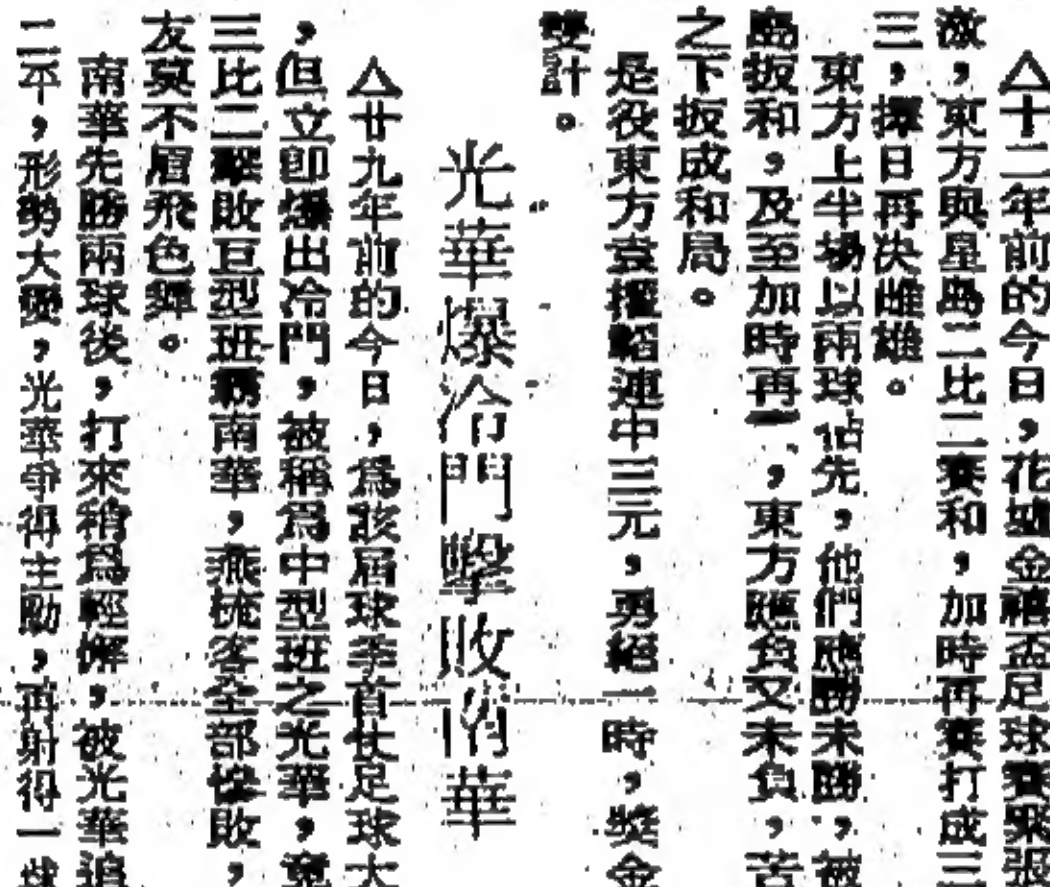 △十二年前的今日，花墟金禧盃足球賽緊張
激，東方與星島二比二賽和，加時再賽打成三
三，擇日再決雌雄。
東方上半場以兩球佔先，他們應勝未勝，被
島扳和，及至加時再，東方應負又未負，苦
之下扳成和局。
是役東方袁權韜連中三元，勇絕一時，獎金
雙計。
光華爆冷門擊敗南華
△廿九年前的今日，爲該屆球季首仗足球大
，但立卽爆出冷門，被稱爲中型班之光華，竟
三比二擊敗巨型班霸南華，燕梳客全部慘敗，
友莫不眉飛色舞。
南華先勝兩球後，打來稍爲輕懈，被光華追
二平，形勢大變，光華爭得主動，再射得一球